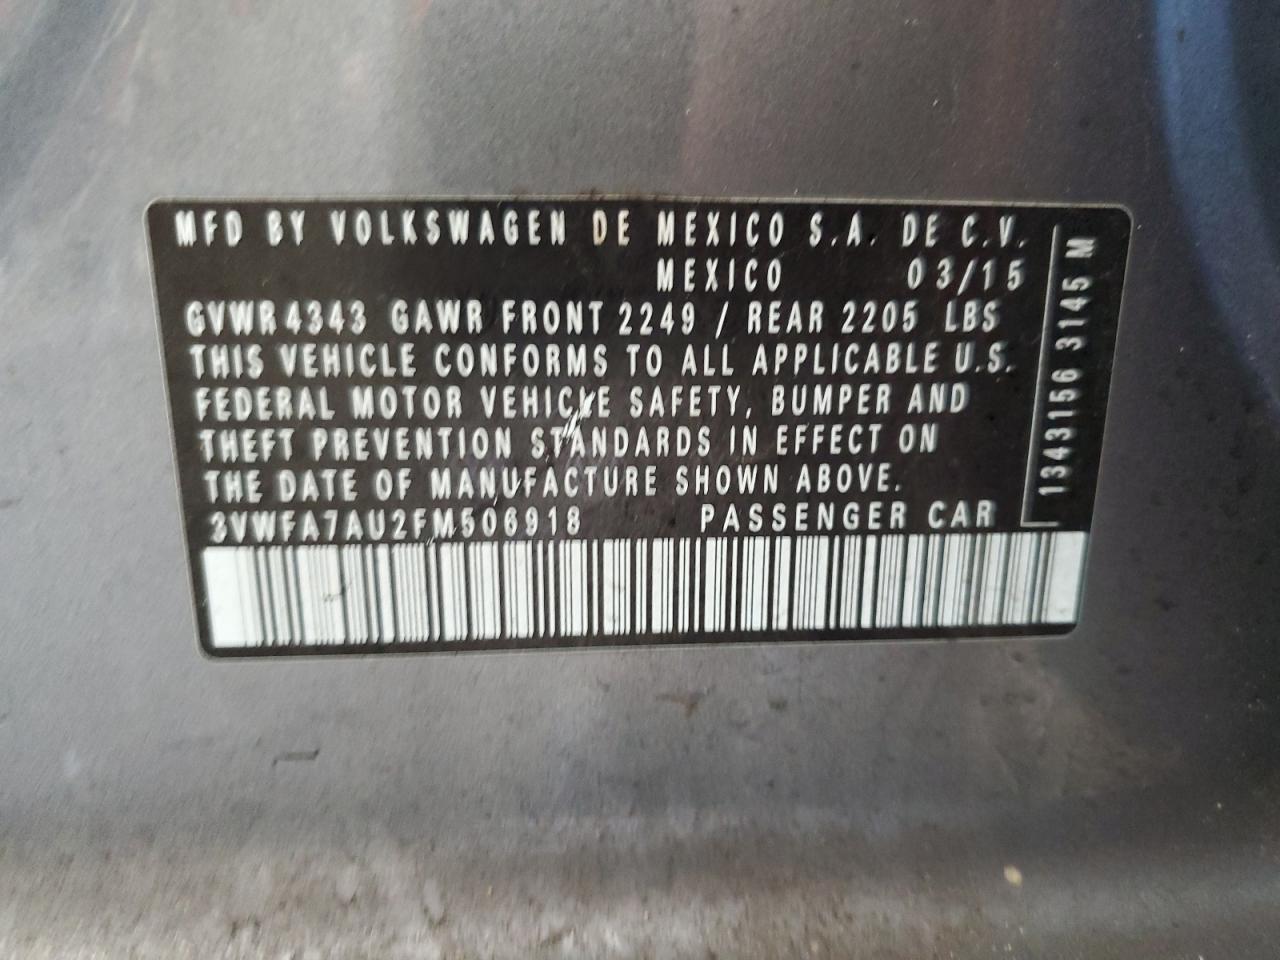 MFD BY VOLKSWAGEN DE MEXICO S.A. DE C.V.
MEXICO 03/15
GVWR 4343 GAWR FRONT 2249 / REAR 2205 LBS
THIS VEHICLE CONFORMS TO ALL APPLICABLE U.S.
FEDERAL MOTOR VEHICLE SAFETY, BUMPER AND
THEFT PREVENTION STANDARDS IN EFFECT ON
THE DATE OF MANUFACTURE SHOWN ABOVE.
3VWFA7AU2FM506918 PASSENGER CAR
1343156 3145 M